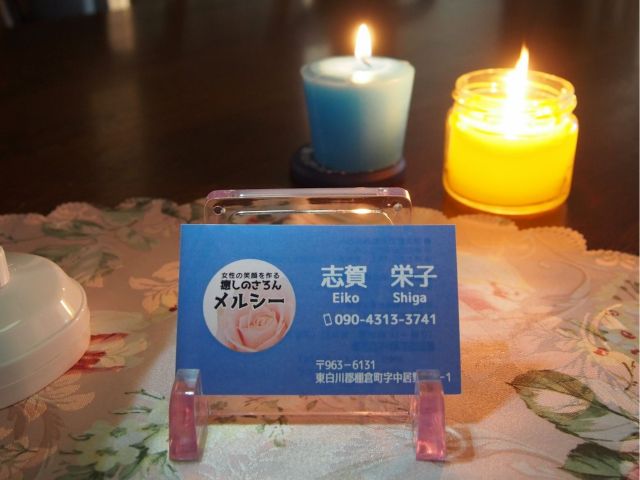 女性の笑顔を作る
癒しのさろん
メルシー
志賀 栄子
Eiko Shiga
090-4313-3741
〒963-6131
東白川郡棚倉町字中居